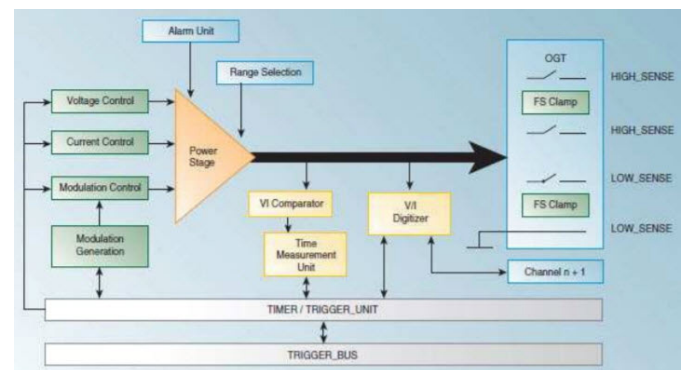 Alarm Unit
OGT
HIGH_SENSE
Range Selection
Voltage Control
FS Clamp
HIGH_SENSE
Current Control
Power
Stage
LOW_SENSE
Modulation Control
VI Comparator
V/I
Digitizer
FS Clamp
LOW_SENSE
Modulation
Generation
Time
Measurement
Unit
Channel n + 1
TIMER / TRIGGER_UNIT
TRIGGER_BUS